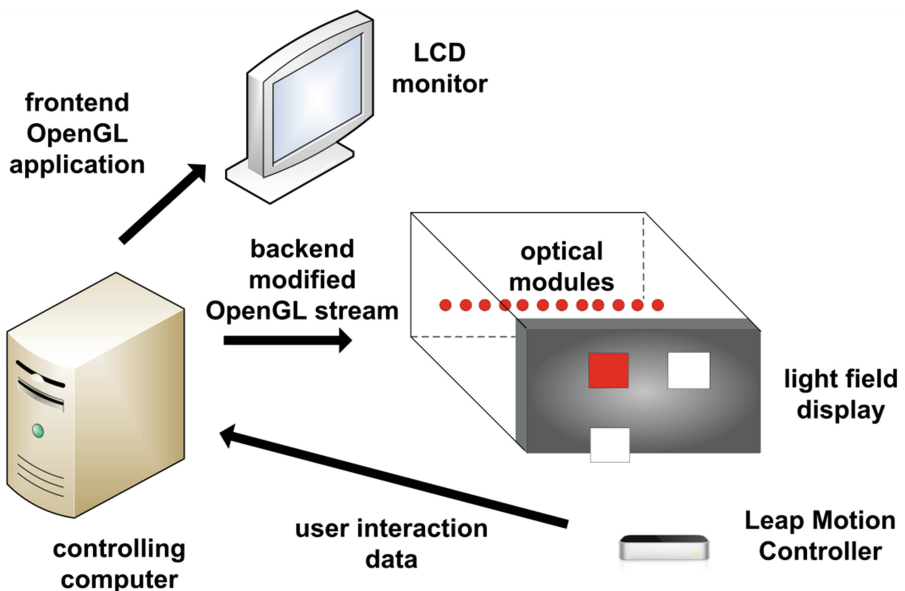 LCD
monitor
frontend
OpenGL
application
backend
modified
OpenGL stream
optical
modules
light field
display
user interaction
data
Leap Motion
Controller
controlling
computer